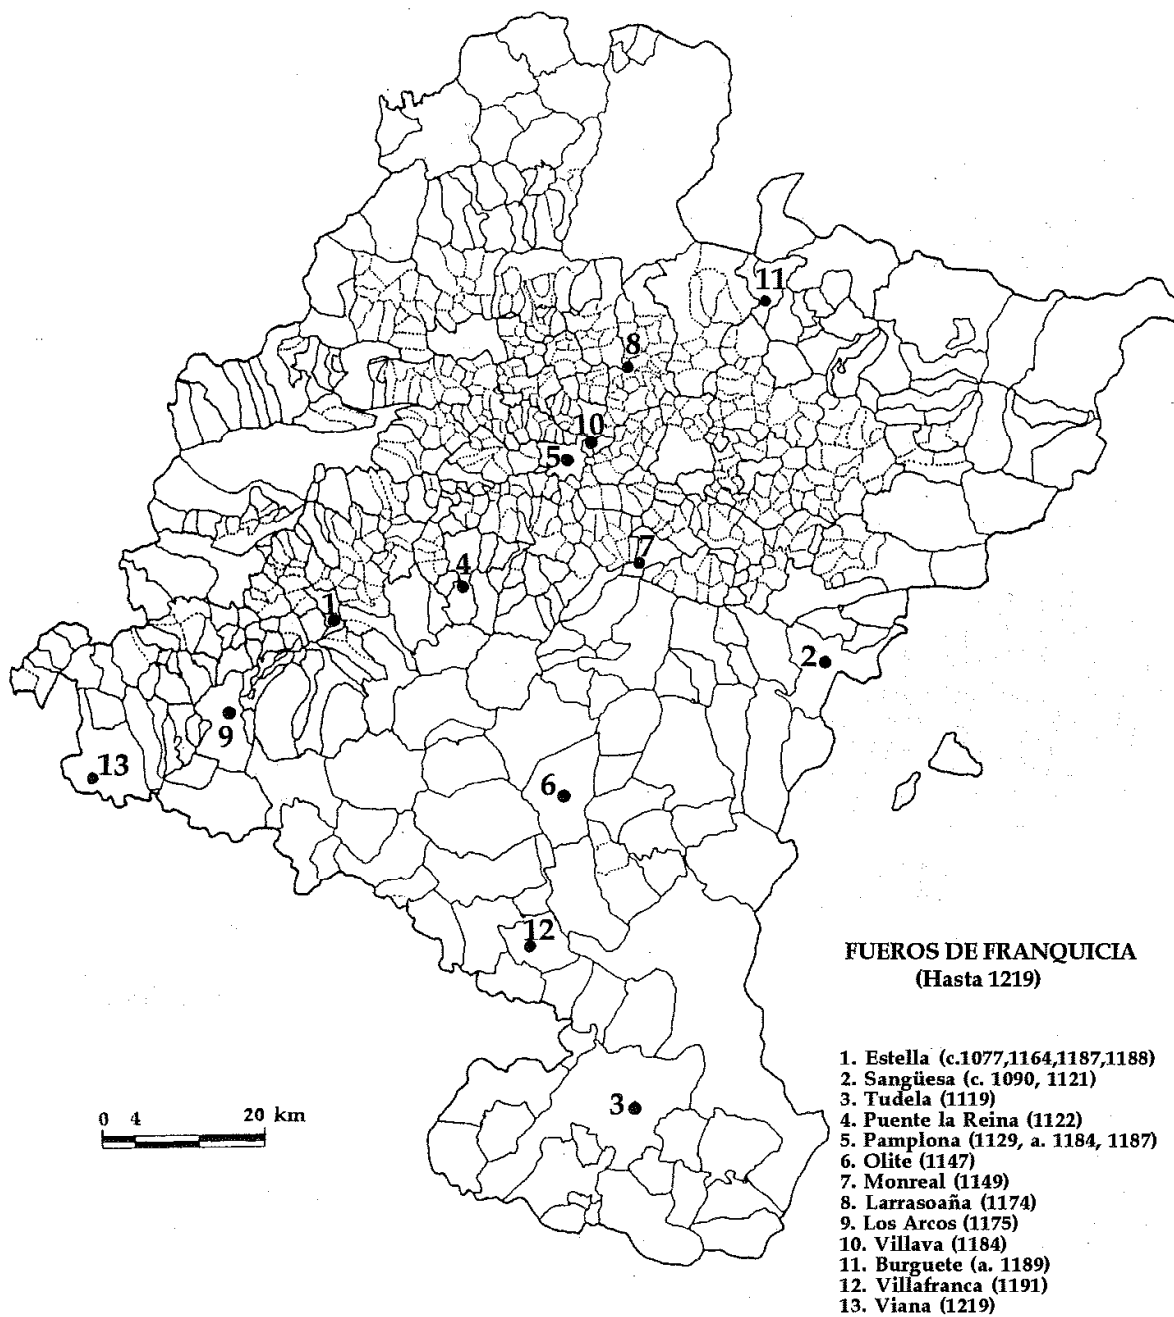 11
8
10
5
7
4
1
2
9
13
6
12
FUEROS DE FRANQUICIA
(Hasta 1219)
0 4 20 km
3
1. Estella (c.1077,1164,1187,1188)
2. Sangüesa (c. 1090, 1121)
3. Tudela (1119)
4. Puente la Reina (1122)
5. Pamplona (1129, a. 1184, 1187)
6. Olite (1147)
7. Monreal (1149)
8. Larrasoaña (1174)
9. Los Arcos (1175)
10. Villava (1184)
11. Burguete (a. 1189)
12. Villafranca (1191)
13. Viana (1219)